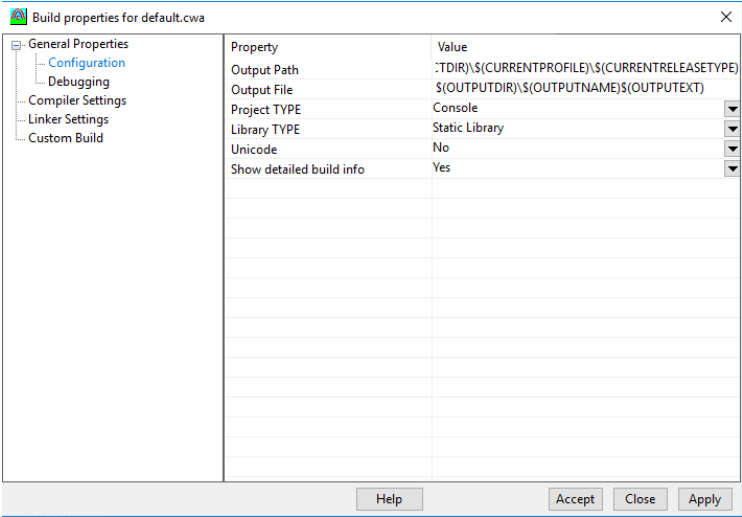 Build properties for default.cwa
General Properties
Configuration
Debugging
Compiler Settings
Linker Settings
Custom Build
Property Value
Output Path TDIR)\$(CURRENTPROFILE)\$(CURRENTRELEASETYPE)
Output File $(OUTPUTDIR)\$(OUTPUTNAME)$(OUTPUTEXT)
Project TYPE Console
Library TYPE Static Library
Unicode No
Show detailed build info Yes
Help Accept Close Apply